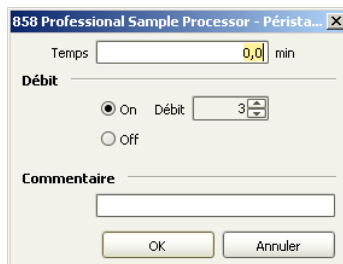 858 Professional Sample Processor - Pérista...
Temps 0,0 min
Débit
On Débit 3
Off
Commentaire
OK Annuler